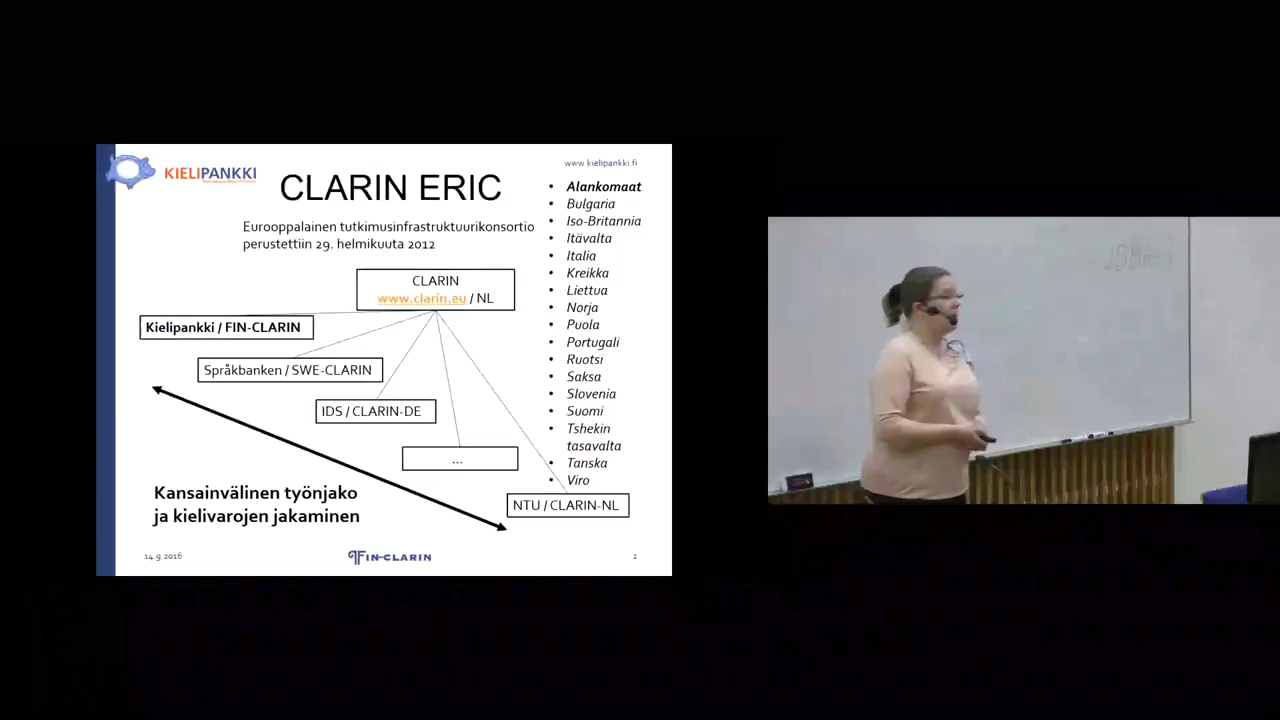 KIELIPANKKI
www.kielipankki.fi
CLARIN ERIC
Eurooppalainen tutkimusinfrastruktuurikonsortio
perustettiin 29. helmikuuta 2012
CLARIN
www.clarin.eu / NL
Kielipankki / FIN-CLARIN
Språkbanken / SWE-CLARIN
IDS / CLARIN-DE
...
NTU / CLARIN-NL
Kansainvälinen työnjako
ja kielivarojen jakaminen
• Alankomaat
• Bulgaria
• Iso-Britannia
• Itävalta
• Italia
• Kreikka
• Liettua
• Norja
• Puola
• Portugali
• Ruotsi
• Saksa
• Slovenia
• Suomi
• Tshekin
tasavalta
• Tanska
• Viro
14.9 2016
FIN-CLARIN
2